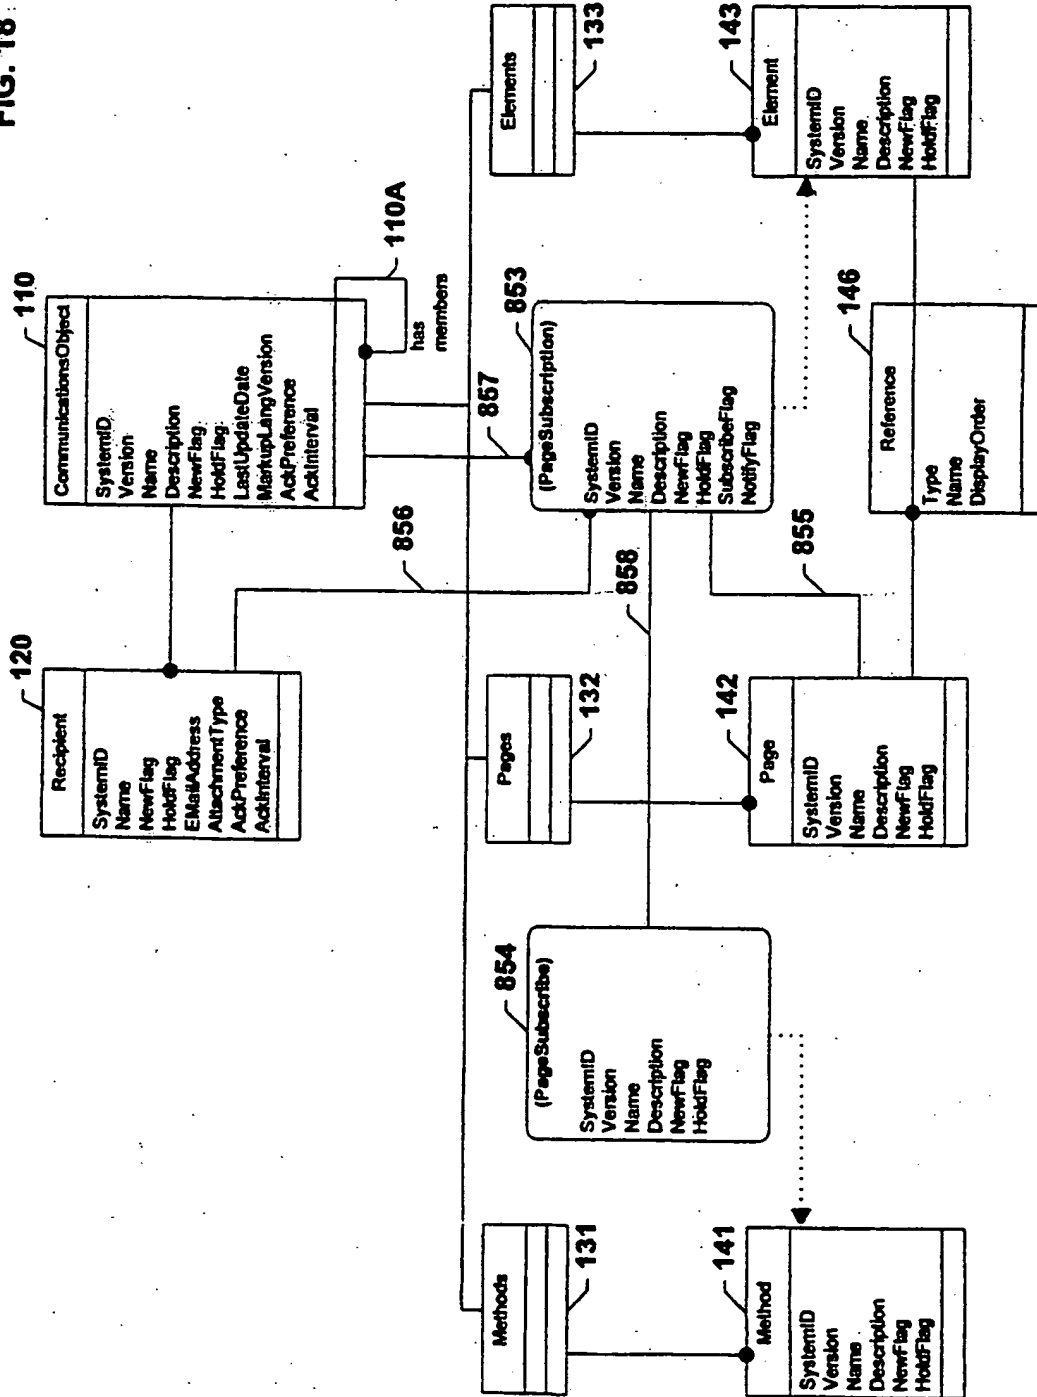 FIG. 18
110
CommunicationsObject
SystemID
Version
Name
Description
NewFlag
HoldFlag
LastUpdateDate
MarkupLangVersion
AckPreference
AckInterval
110A
has
members
120
Recipient
SystemID
Name
NewFlag
HoldFlag
EMailAddress
AttachmentType
AckPreference
AckInterval
856
857
Methods
131
Pages
132
Elements
133
854
(PageSubscribe)
SystemID
Version
Name
Description
NewFlag
HoldFlag
858
853
(PageSubscription)
SystemID
Version
Name
Description
NewFlag
HoldFlag
SubscribeFlag
NotifyFlag
855
141
Method
SystemID
Version
Name
Description
NewFlag
HoldFlag
142
Page
SystemID
Version
Name
Description
NewFlag
HoldFlag
146
Reference
Type
Name
DisplayOrder
143
Element
SystemID
Version
Name
Description
NewFlag
HoldFlag